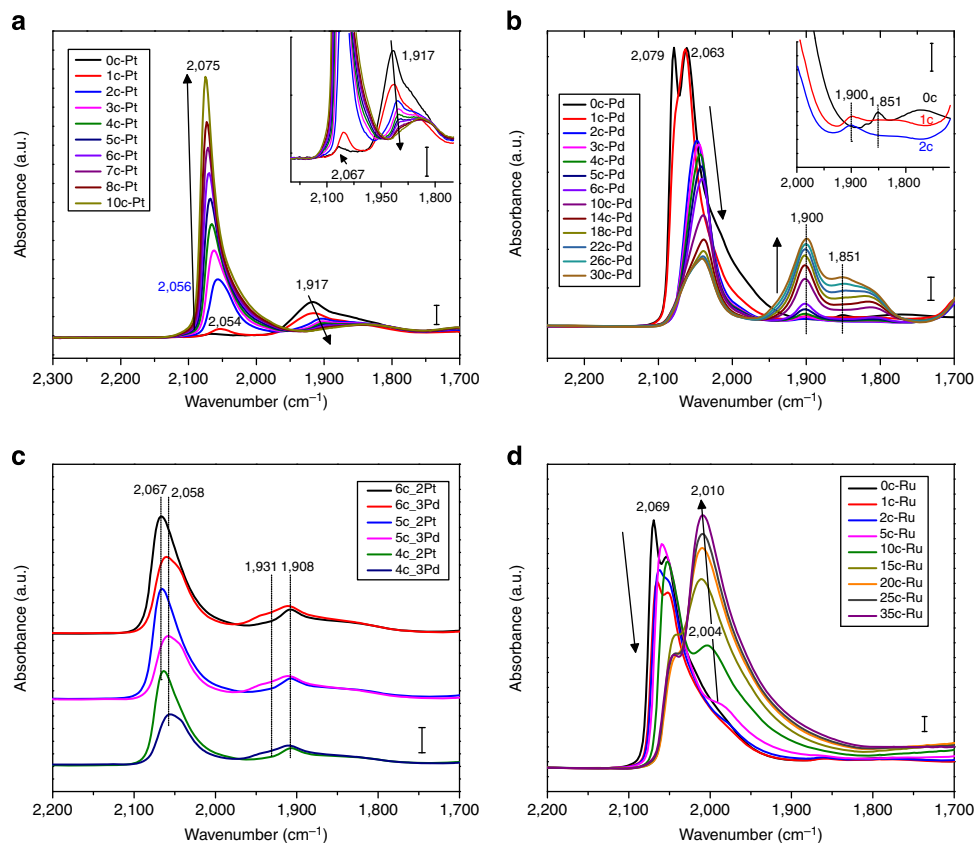 a
Absorbance (a.u.)
0c-Pt
1c-Pt
2c-Pt
3c-Pt
4c-Pt
5c-Pt
6c-Pt
7c-Pt
8c-Pt
10c-Pt
2,075
2,056
2,054
1,917
1,917
2,067
2,100
1,950
1,800
2,300
2,200
2,100
2,000
1,900
1,800
1,700
Wavenumber (cm⁻¹)
b
Absorbance (a.u.)
2,079
2,063
0c-Pd
1c-Pd
2c-Pd
3c-Pd
4c-Pd
5c-Pd
6c-Pd
10c-Pd
14c-Pd
18c-Pd
22c-Pd
26c-Pd
30c-Pd
1,900
1,851
1,900
1,851
0c
1c
2c
2,000
1,900
1,800
2,200
2,100
2,000
1,900
1,800
1,700
Wavenumber (cm⁻¹)
c
Absorbance (a.u.)
2,067
2,058
1,931
1,908
6c_2Pt
6c_3Pd
5c_2Pt
5c_3Pd
4c_2Pt
4c_3Pd
2,200
2,100
2,000
1,900
1,800
1,700
Wavenumber (cm⁻¹)
d
Absorbance (a.u.)
2,069
2,010
2,004
0c-Ru
1c-Ru
2c-Ru
5c-Ru
10c-Ru
15c-Ru
20c-Ru
25c-Ru
35c-Ru
2,200
2,100
2,000
1,900
1,800
1,700
Wavenumber (cm⁻¹)